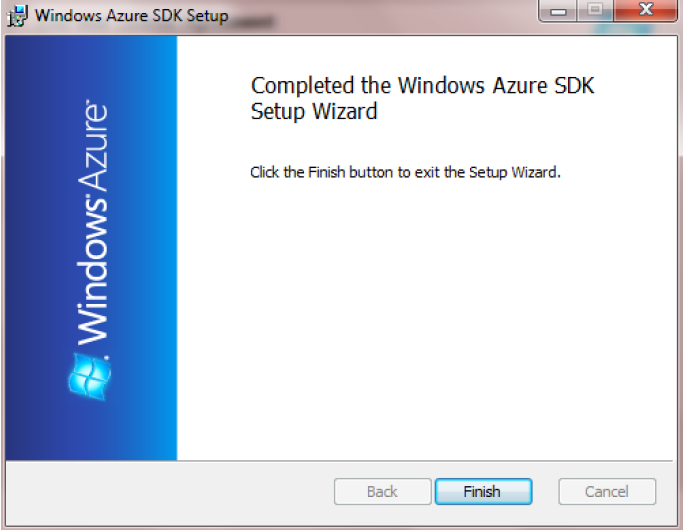 Windows Azure SDK Setup
Completed the Windows Azure SDK
Setup Wizard
Click the Finish button to exit the Setup Wizard.
Windows Azure™
Back
Finish
Cancel